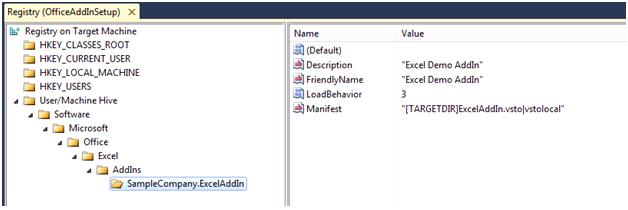 Registry (OfficeAddInSetup)
Registry on Target Machine
HKEY_CLASSES_ROOT
HKEY_CURRENT_USER
HKEY_LOCAL_MACHINE
HKEY_USERS
User/Machine Hive
Software
Microsoft
Office
Excel
AddIns
SampleCompany.ExcelAddIn
Name Value
(Default)
Description "Excel Demo AddIn"
FriendlyName "Excel Demo AddIn"
LoadBehavior 3
Manifest "[TARGETDIR]ExcelAddIn.vsto|vstolocal"